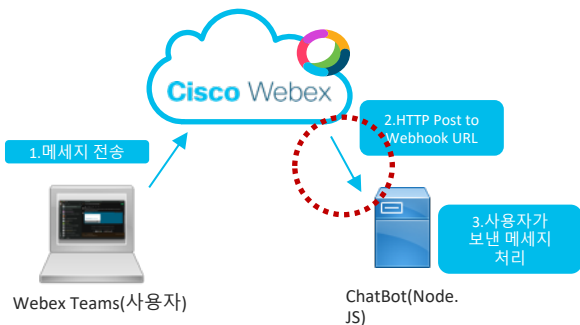 Cisco Webex
1.메세지 전송
2.HTTP Post to
Webhook URL
3.사용자가
보낸 메세지
처리
Webex Teams(사용자)
ChatBot(Node.
JS)